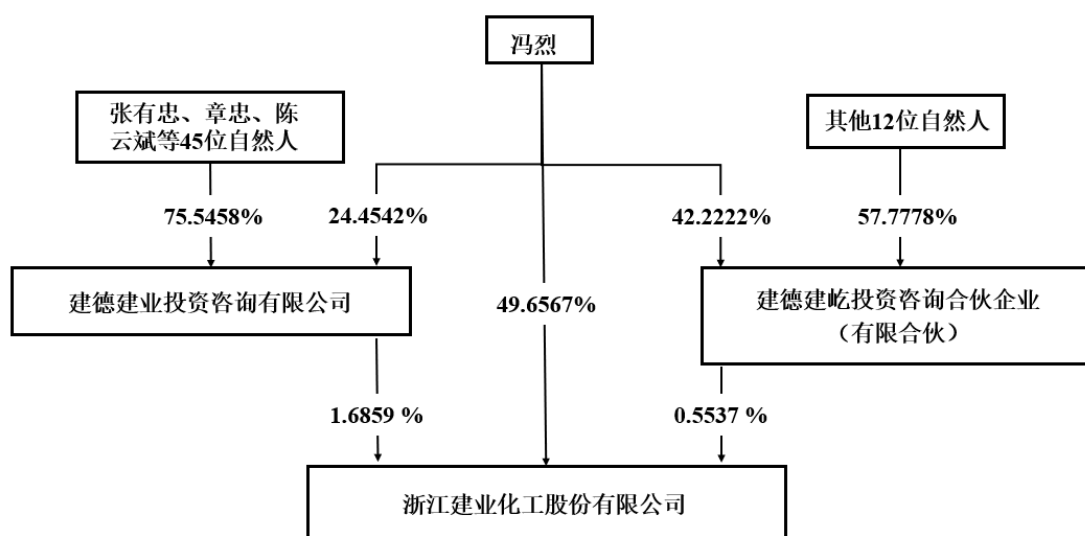 冯烈
张有忠、章忠、陈
云斌等45位自然人
其他12位自然人
75.5458%
24.4542%
42.2222%
57.7778%
建德建业投资咨询有限公司
49.6567%
建德建屹投资咨询合伙企业
（有限合伙）
1.6859 %
0.5537 %
浙江建业化工股份有限公司